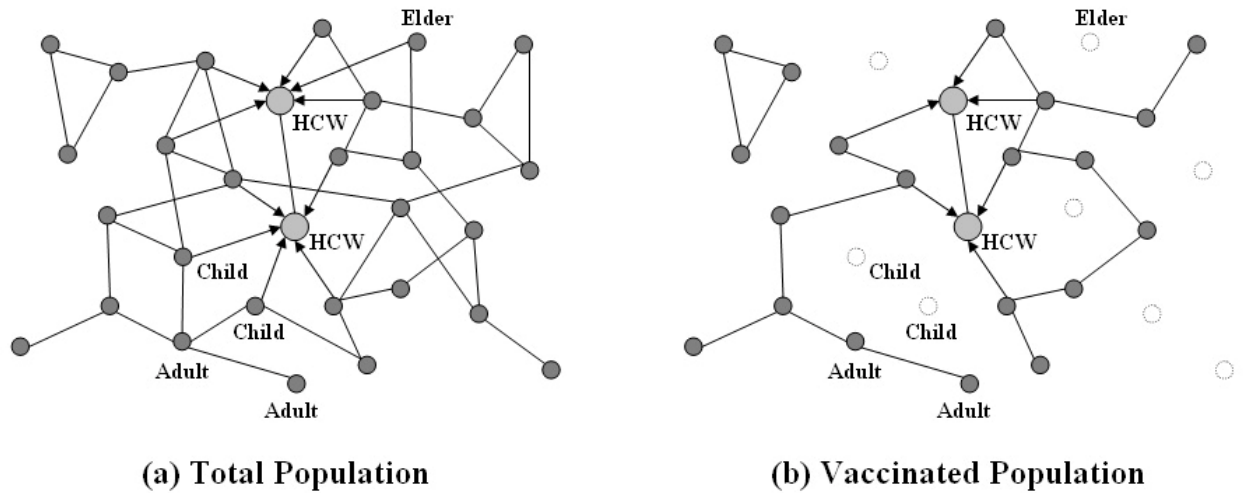 Elder
HCW
HCW
Child
Child
Adult
Adult
(a) Total Population
Elder
HCW
HCW
Child
Child
Adult
Adult
(b) Vaccinated Population